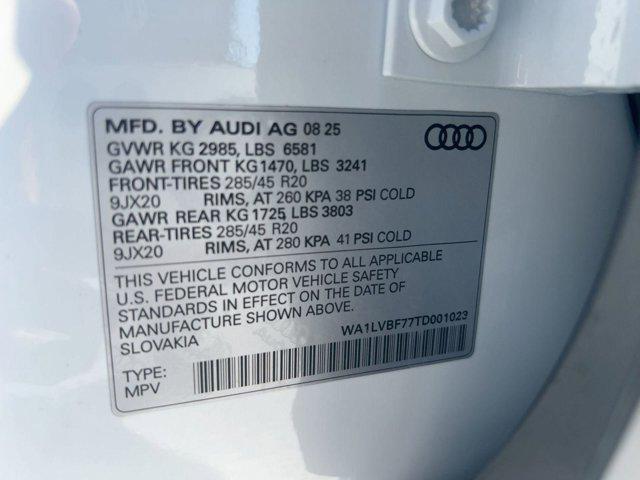 MFD. BY AUDI AG 08 25
GVWR KG 2985, LBS 6581
GAWR FRONT KG1470, LBS 3241
FRONT-TIRES 285/45 R20
9JX20 RIMS, AT 260 KPA 38 PSI COLD
GAWR REAR KG 1725, LBS 3803
REAR-TIRES 285/45 R20
9JX20 RIMS, AT 280 KPA 41 PSI COLD
THIS VEHICLE CONFORMS TO ALL APPLICABLE
U.S. FEDERAL MOTOR VEHICLE SAFETY
STANDARDS IN EFFECT ON THE DATE OF
MANUFACTURE SHOWN ABOVE.
SLOVAKIA
WA1LVBF77TD001023
TYPE:
MPV